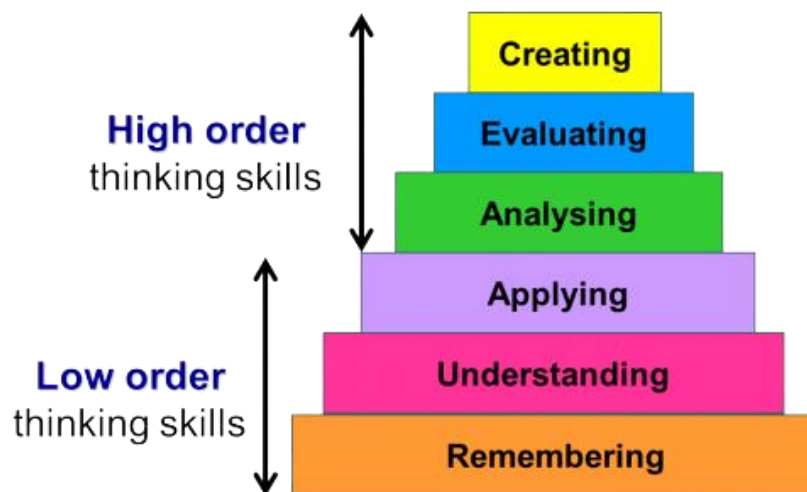 Creating
Evaluating
High order
thinking skills
Analysing
Applying
Low order
thinking skills
Understanding
Remembering